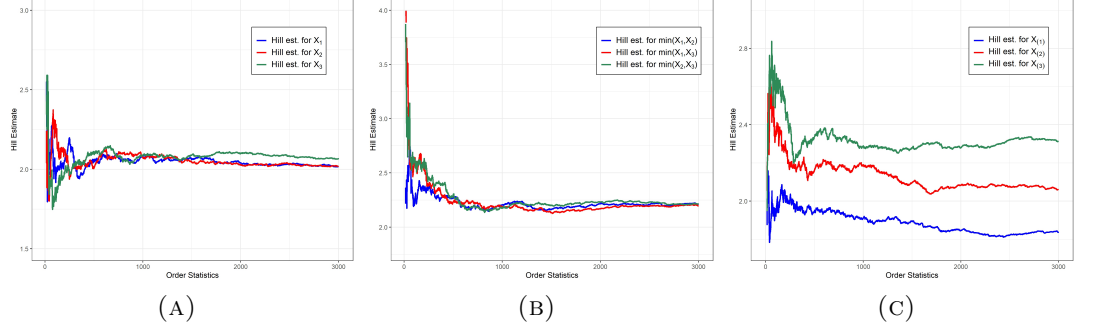 3.0
2.5
2.0
1.5
Hill Estimate
Hill est. for X₁
Hill est. for X₂
Hill est. for X₃
0 1000 2000 3000
Order Statistics
(A)
4.0
3.5
3.0
2.5
2.0
Hill Estimate
Hill est. for min(X₁,X₂)
Hill est. for min(X₁,X₃)
Hill est. for min(X₂,X₃)
0 1000 2000 3000
Order Statistics
(B)
2.8
2.4
2.0
Hill Estimate
Hill est. for X₍₁₎
Hill est. for X₍₂₎
Hill est. for X₍₃₎
0 1000 2000 3000
Order Statistics
(C)